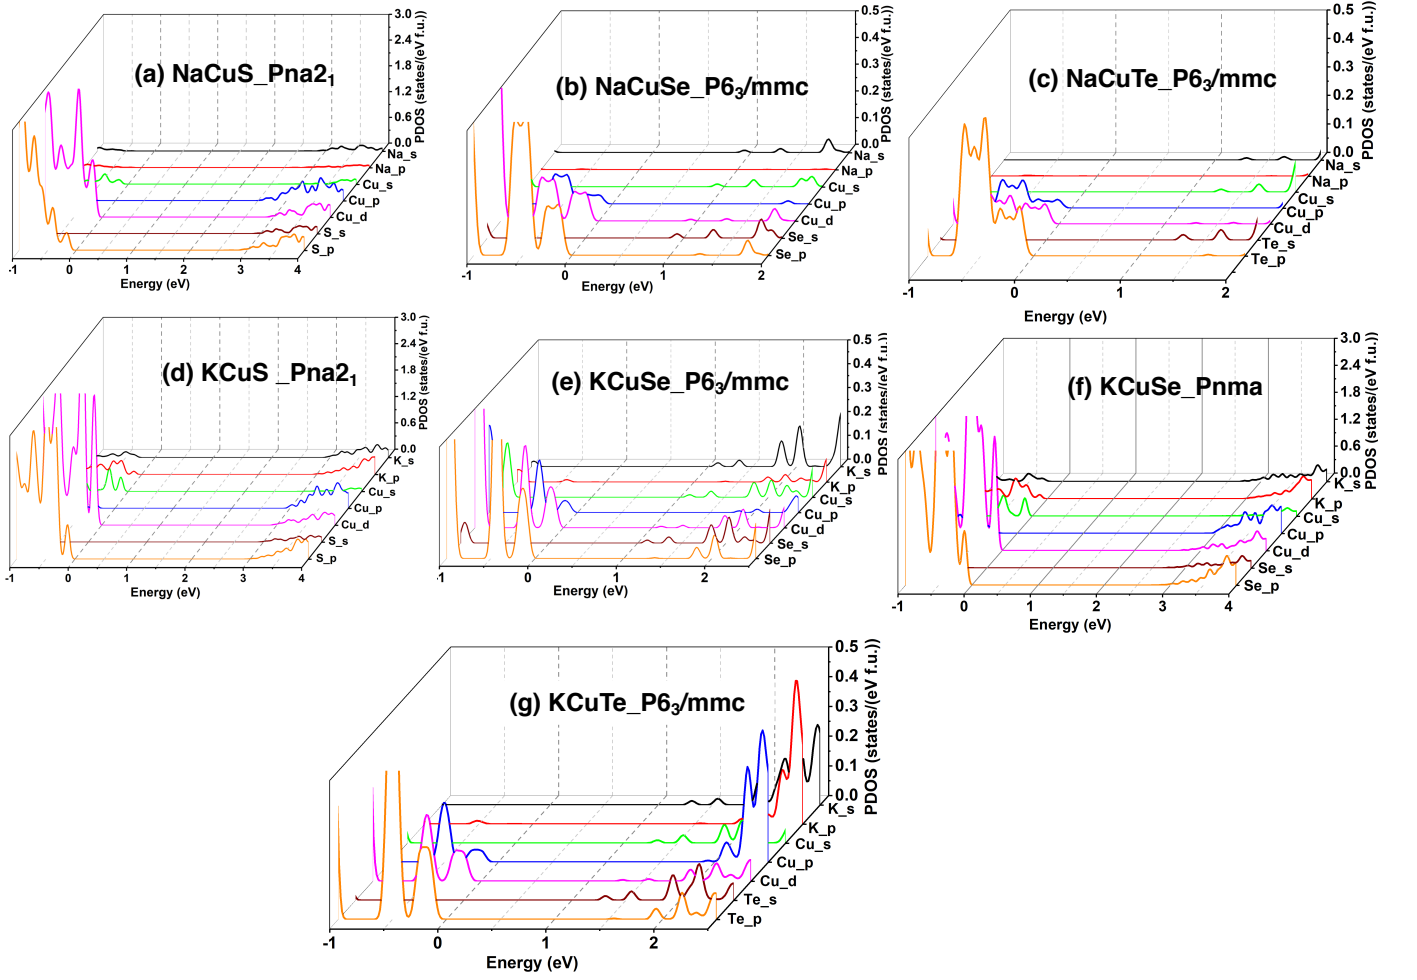 (a) NaCuS_Pna2₁
3.0
2.4
1.8
1.2
0.6
0.0
PDOS (states/(eV f.u.))
Na_s
Na_p
Cu_s
Cu_p
Cu_d
S_s
S_p
-1
0
1
2
3
4
Energy (eV)
(b) NaCuSe_P6₃/mmc
0.5
0.4
0.3
0.2
0.1
0.0
PDOS (states/(eV f.u.))
Na_s
Na_p
Cu_s
Cu_p
Cu_d
Se_s
Se_p
-1
0
1
2
Energy (eV)
(c) NaCuTe_P6₃/mmc
0.5
0.4
0.3
0.2
0.1
0.0
PDOS (states/(eV f.u.))
Na_s
Na_p
Cu_s
Cu_p
Cu_d
Te_s
Te_p
-1
0
1
2
Energy (eV)
(d) KCuS _Pna2₁
3.0
2.4
1.8
1.2
0.6
0.0
PDOS (states/(eV f.u.))
K_s
K_p
Cu_s
Cu_p
Cu_d
S_s
S_p
-1
0
1
2
3
4
Energy (eV)
(e) KCuSe_P6₃/mmc
0.5
0.4
0.3
0.2
0.1
0.0
PDOS (states/(eV f.u.))
K_s
K_p
Cu_s
Cu_p
Cu_d
Se_s
Se_p
-1
0
1
2
Energy (eV)
(f) KCuSe_Pnma
3.0
2.4
1.8
1.2
0.6
0.0
PDOS (states/(eV f.u.))
K_s
K_p
Cu_s
Cu_p
Cu_d
Se_s
Se_p
-1
0
1
2
3
4
Energy (eV)
(g) KCuTe_P6₃/mmc
0.5
0.4
0.3
0.2
0.1
0.0
PDOS (states/(eV f.u.))
K_s
K_p
Cu_s
Cu_p
Cu_d
Te_s
Te_p
-1
0
1
2
Energy (eV)